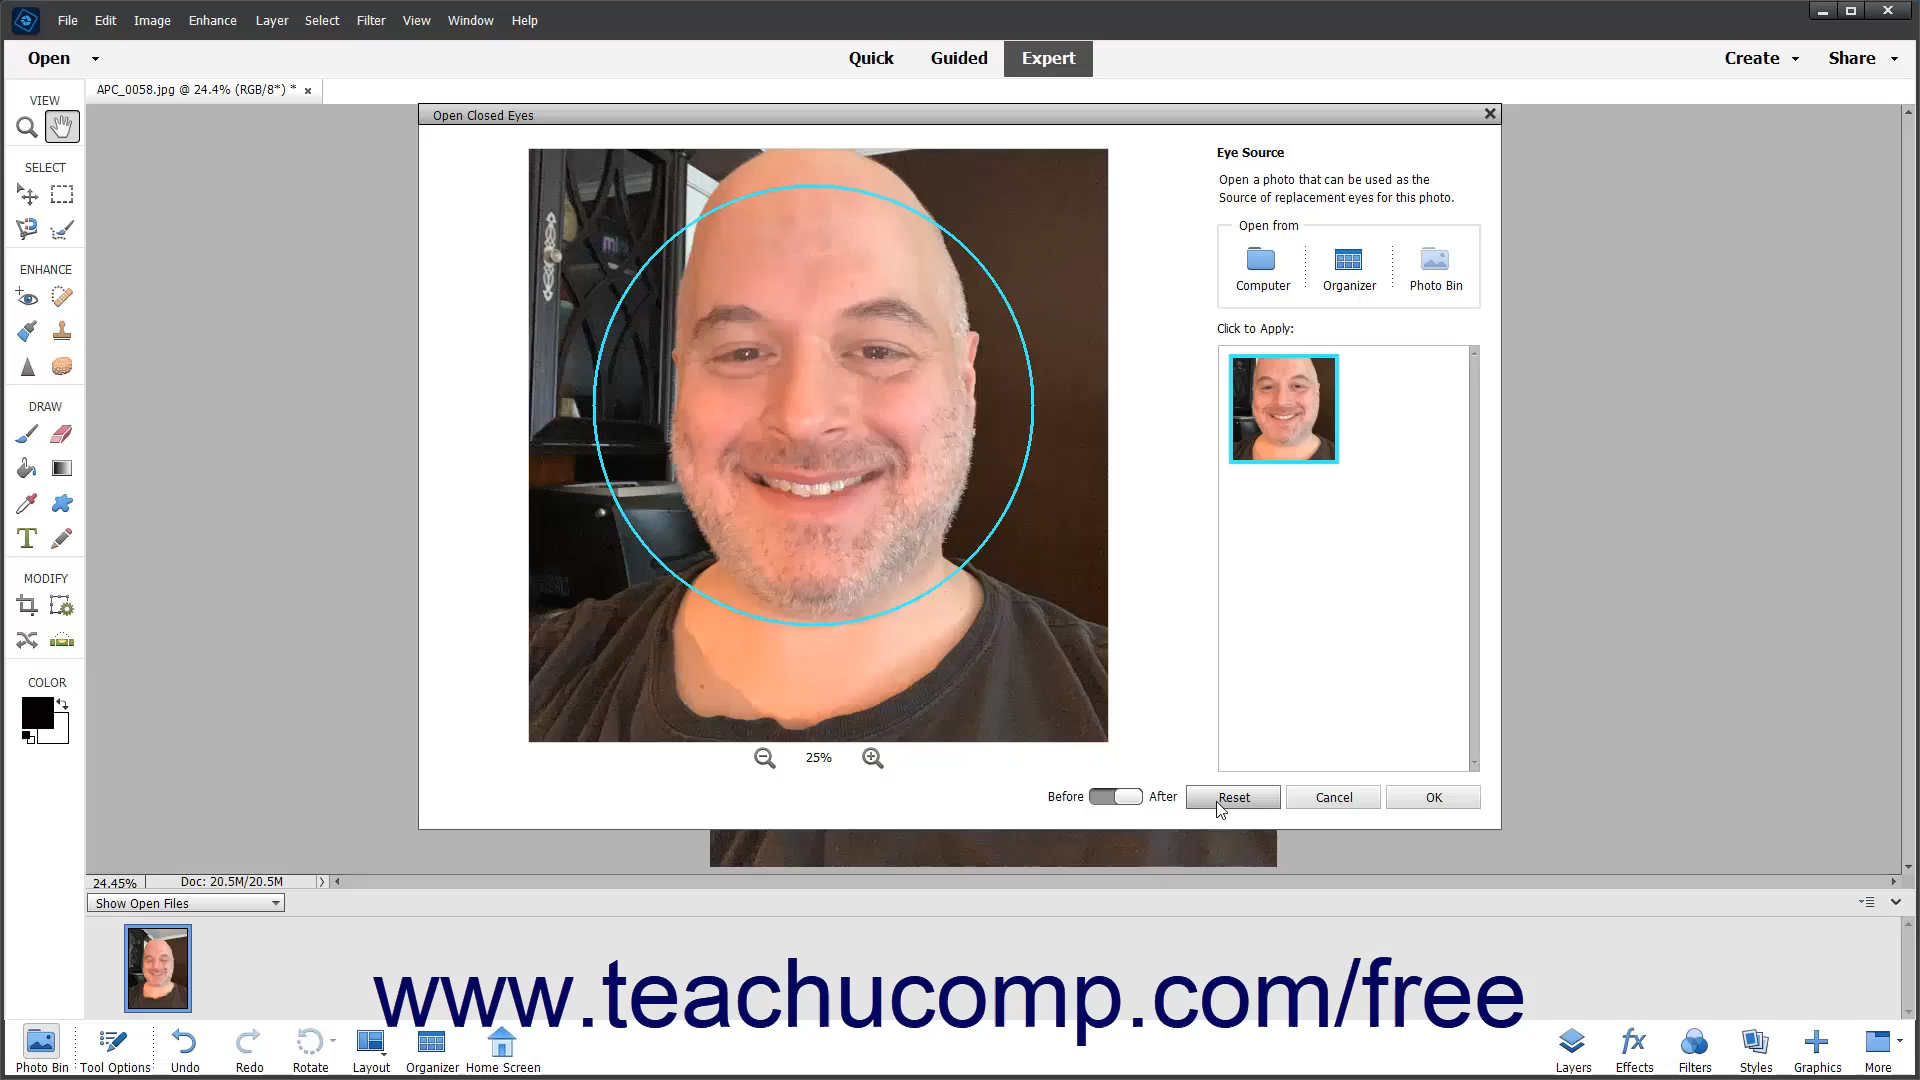 File Edit Image Enhance Layer Select Filter View Window Help
Open Quick Guided Expert Create Share
APC_0058.jpg @ 24.4% (RGB/8*) * ×
VIEW
SELECT
ENHANCE
DRAW
MODIFY
COLOR
Open Closed Eyes
Eye Source
Open a photo that can be used as the
Source of replacement eyes for this photo.
Open from
Computer Organizer Photo Bin
Click to Apply:
25%
Before After Reset Cancel OK
24.45% Doc: 20.5M/20.5M
Show Open Files
www.teachucomp.com/free
Photo Bin Tool Options Undo Redo Rotate Layout Organizer Home Screen Layers Effects Filters Styles Graphics More